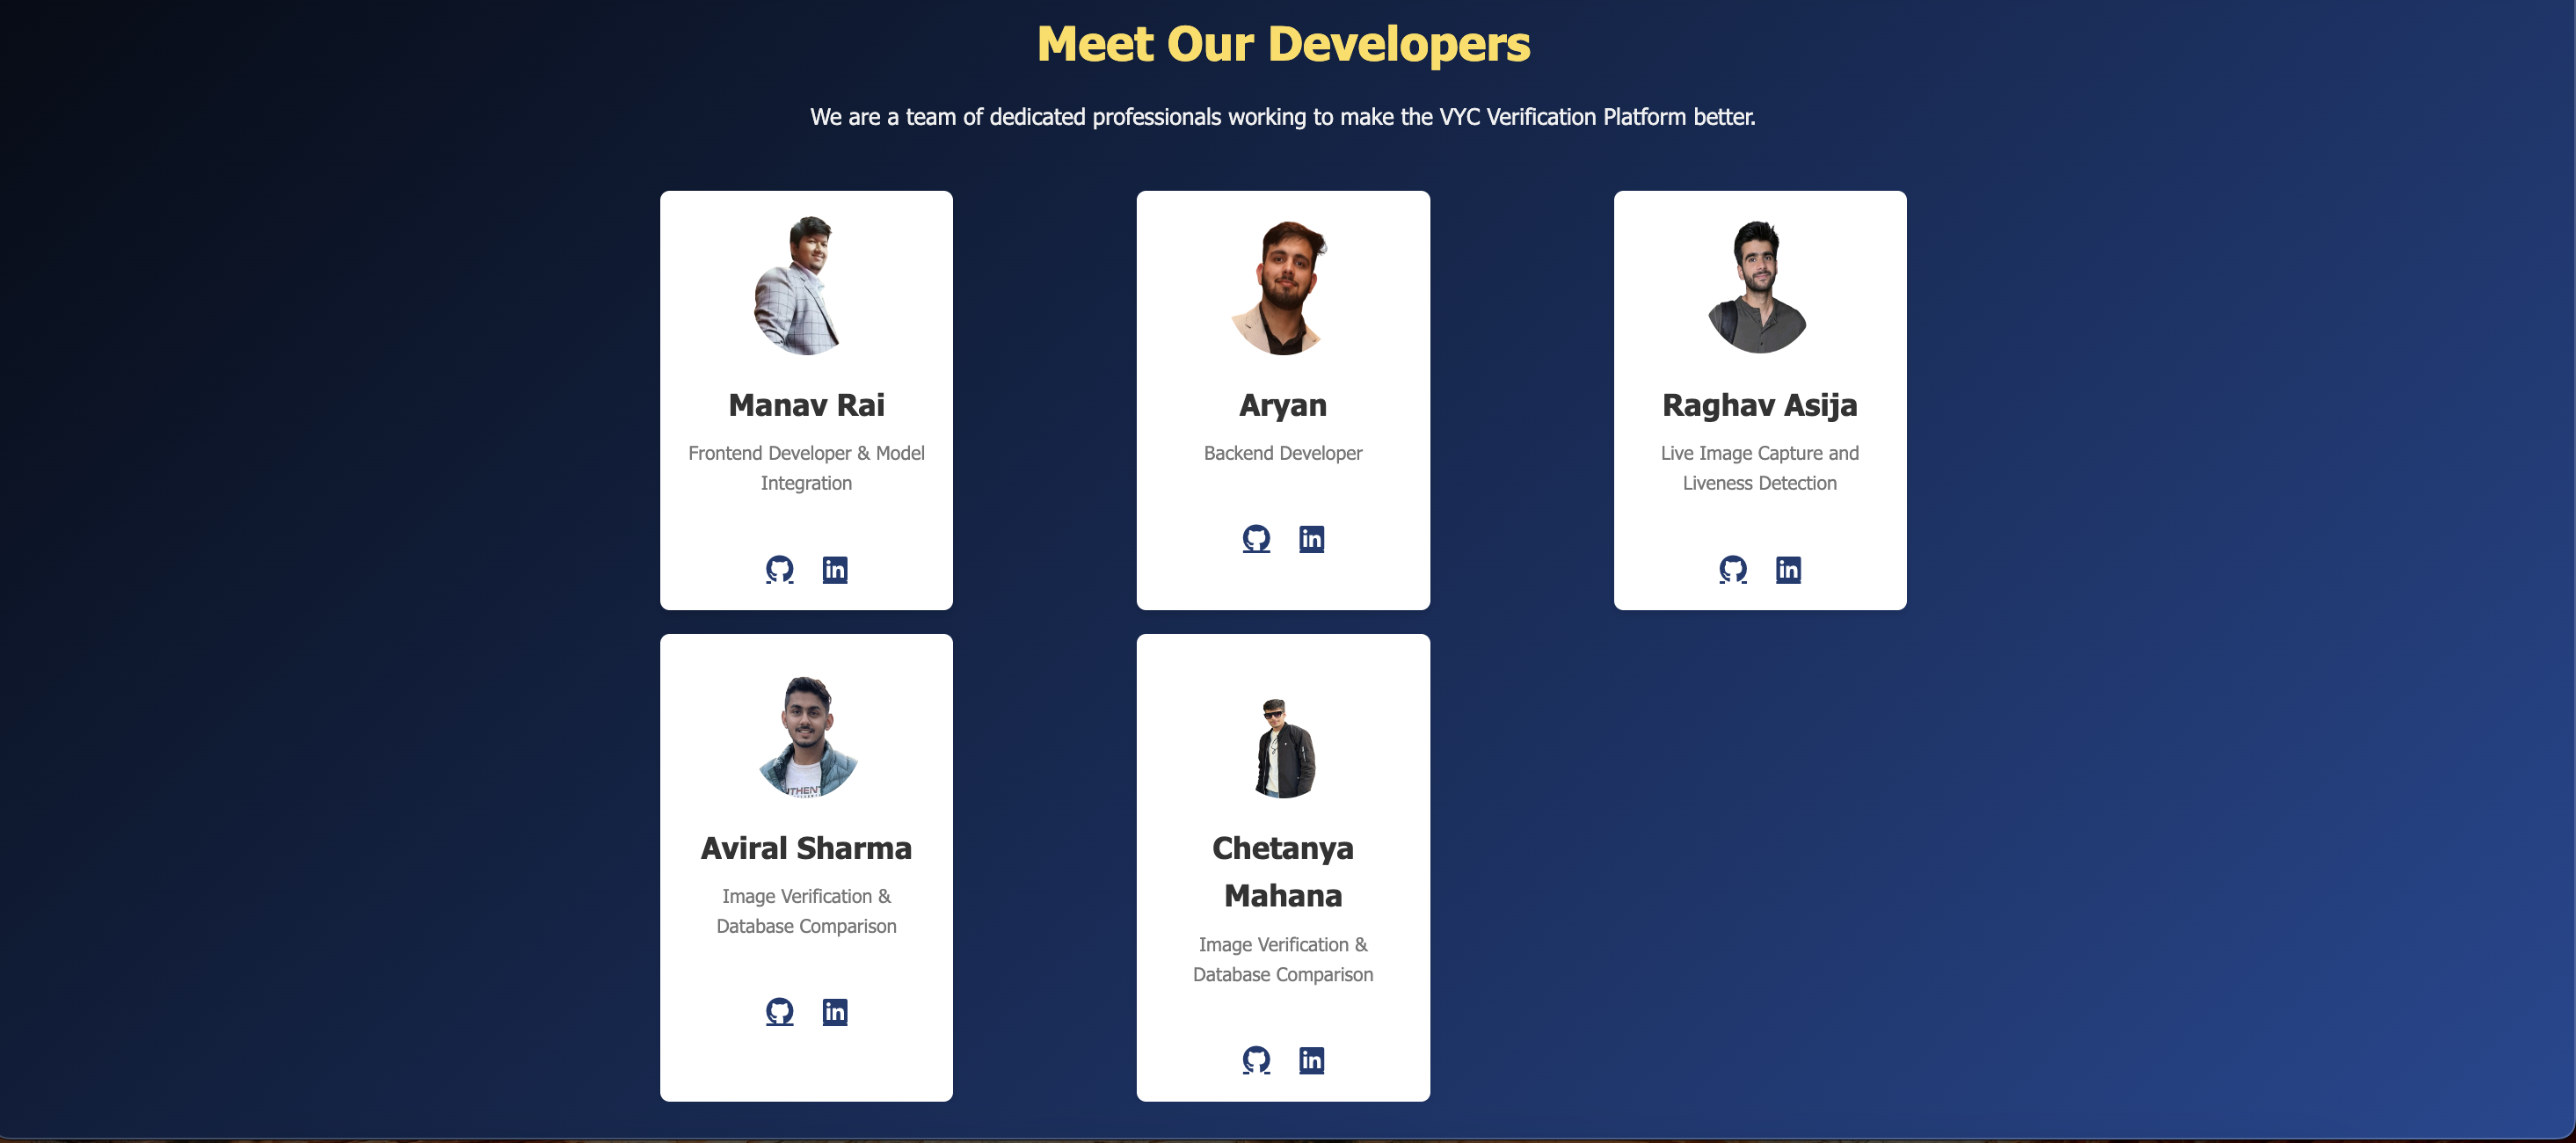 Meet Our Developers
We are a team of dedicated professionals working to make the VYC Verification Platform better.
Manav Rai
Frontend Developer & Model
Integration
Aryan
Backend Developer
Raghav Asija
Live Image Capture and
Liveness Detection
Aviral Sharma
Image Verification &
Database Comparison
Chetanya
Mahana
Image Verification &
Database Comparison